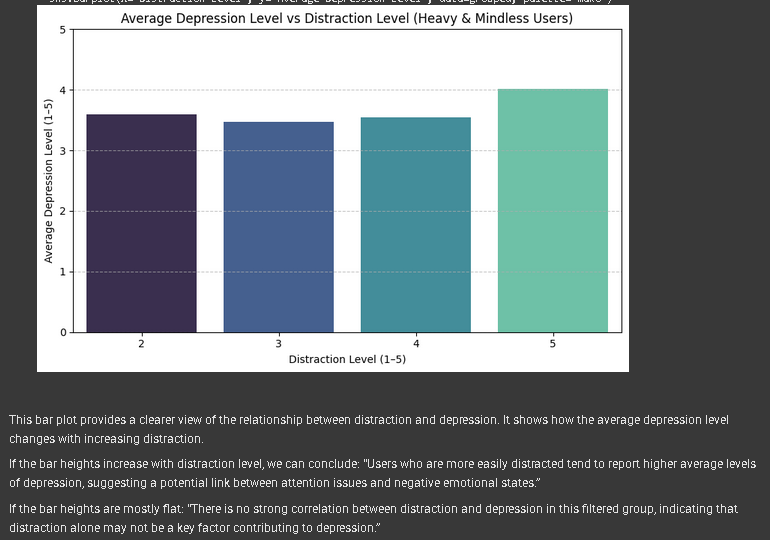 Average Depression Level vs Distraction Level (Heavy & Mindless Users)
5
4
3
2
1
0
Average Depression Level (1–5)
2 3 4 5
Distraction Level (1–5)
This bar plot provides a clearer view of the relationship between distraction and depression. It shows how the average depression level
changes with increasing distraction.
If the bar heights increase with distraction level, we can conclude: “Users who are more easily distracted tend to report higher average levels
of depression, suggesting a potential link between attention issues and negative emotional states.”
If the bar heights are mostly flat: “There is no strong correlation between distraction and depression in this filtered group, indicating that
distraction alone may not be a key factor contributing to depression.”